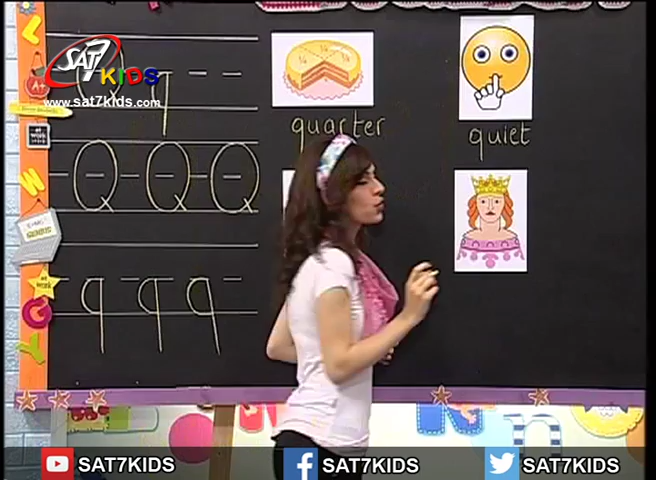 SAT7
KIDS
www.sat7kids.com
Q q
quarter
quiet
Q Q Q
q q q
SAT7KIDS
SAT7KIDS
SAT7KIDS